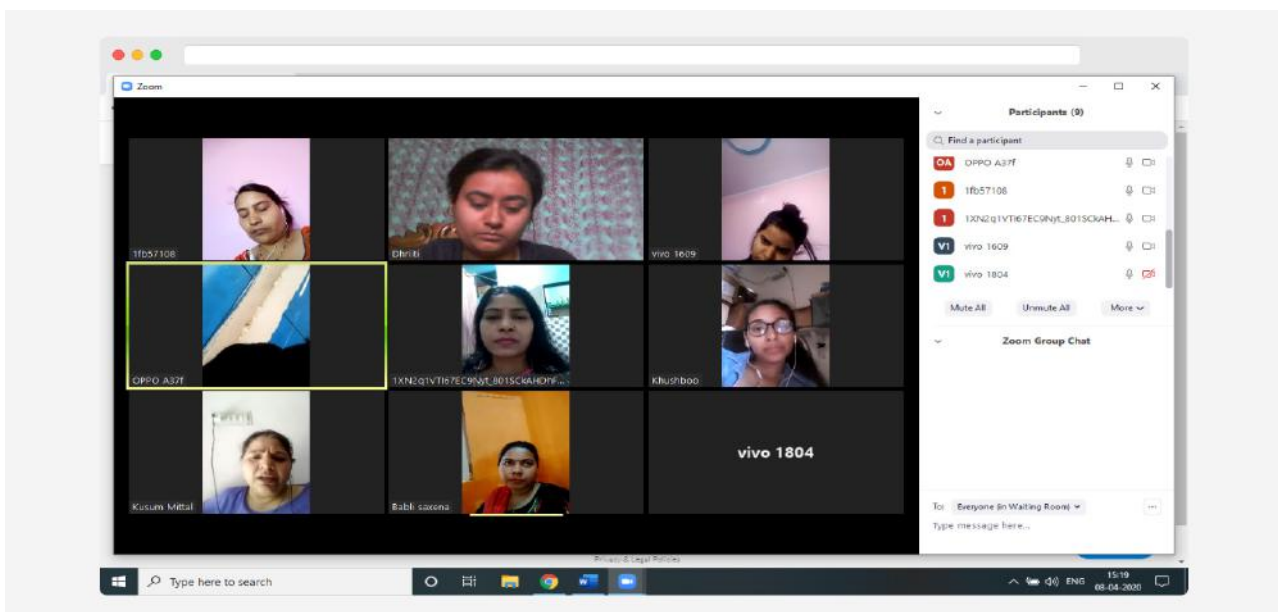 Zoom
Participants (9)
Find a participant
OA OPPO A37f
1 1fb57108
1
V1 vivo 1609
V1 vivo 1804
Mute All Unmute All More
Zoom Group Chat
1fb57108
Dhriti
vivo 1609
OPPO A37f
Khushboo
Kusum Mittal
Babli saxena
vivo 1804
To: Everyone (in Waiting Room)
Type message here...
Privacy & Legal Policies
Type here to search
ENG
15:19
08-04-2020